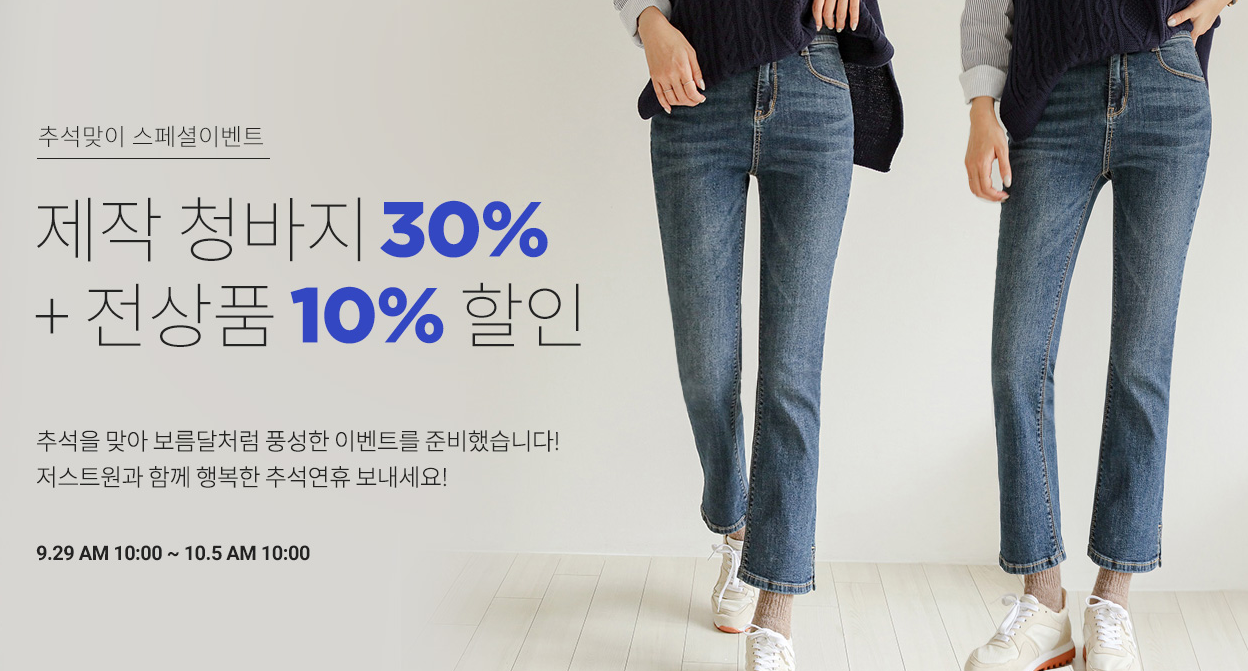 추석맞이 스페셜이벤트
제작 청바지 30%
+ 전상품 10% 할인
추석을 맞아 보름달처럼 풍성한 이벤트를 준비했습니다!
저스트원과 함께 행복한 추석연휴 보내세요!
9.29 AM 10:00 ~ 10.5 AM 10:00